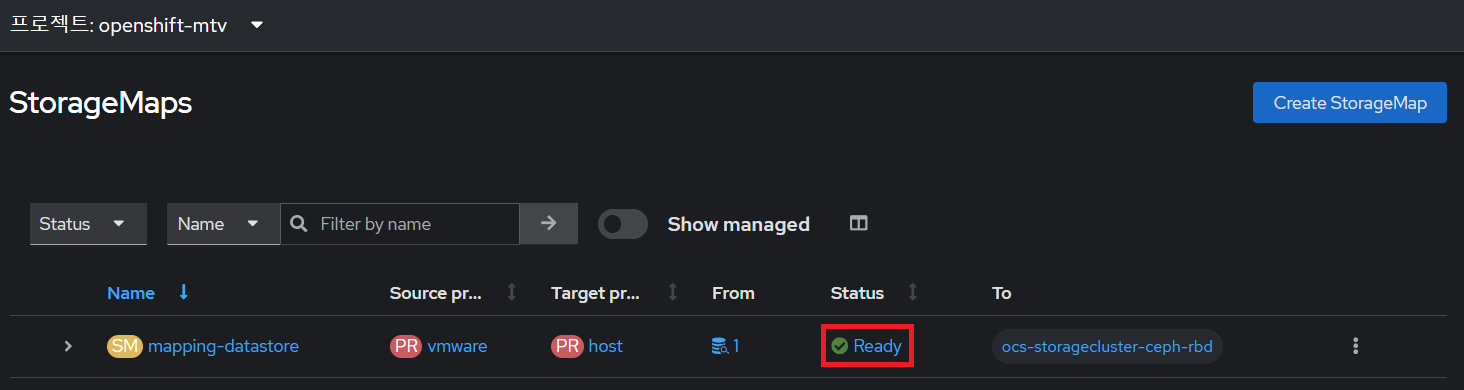 프로젝트: openshift-mtv
StorageMaps
Create StorageMap
Status Name Filter by name Show managed
Name Source pr... Target pr... From Status To
SM mapping-datastore PR vmware PR host 1 Ready ocs-storagecluster-ceph-rbd